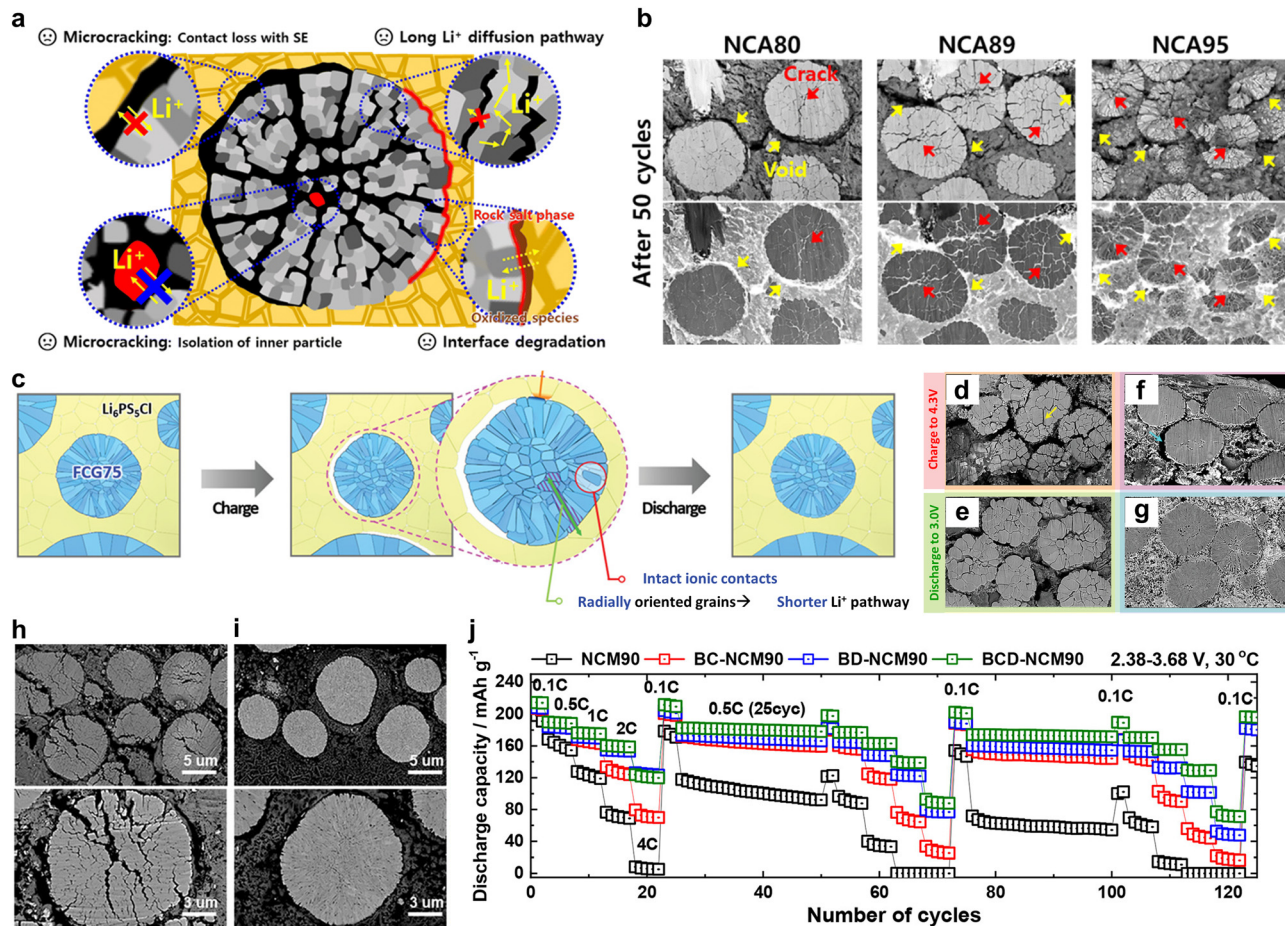 a
☹ Microcracking: Contact loss with SE
☹ Long Li⁺ diffusion pathway
Li⁺
Li⁺
Li⁺
Rock salt phase
Li⁺
Oxidized species
☹ Microcracking: Isolation of inner particle
☹ Interface degradation
b
NCA80
NCA89
NCA95
After 50 cycles
Crack
Void
c
Li₆PS₅Cl
FCG75
Charge
Discharge
Intact ionic contacts
Radially oriented grains→ Shorter Li⁺ pathway
Charge to 4.3V
Discharge to 3.0V
d
f
e
g
h
i
5 um
5 um
3 um
3 um
j
NCM90
BC-NCM90
BD-NCM90
BCD-NCM90
2.38-3.68 V, 30 °C
Discharge capacity / mAh g⁻¹
240
200
160
120
80
40
0
0.1C
0.5C
1C
2C
4C
0.1C
0.5C (25cyc)
0.1C
0.1C
0.1C
0
20
40
60
80
100
120
Number of cycles